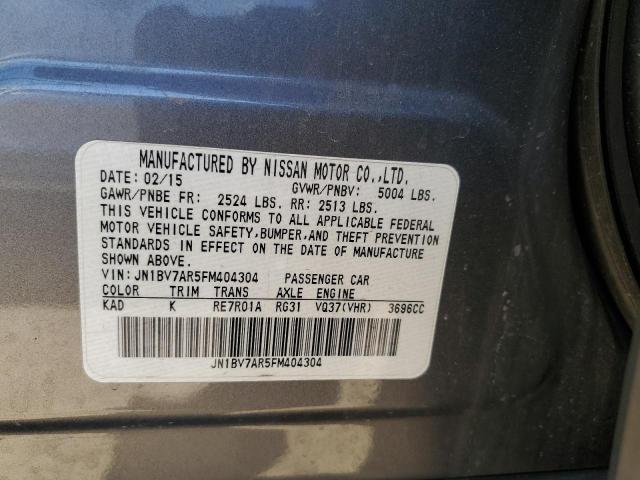 MANUFACTURED BY NISSAN MOTOR CO.,LTD.
DATE: 02/15 GVWR/PNBV: 5004 LBS.
GAWR/PNBE FR: 2524 LBS. RR: 2513 LBS.
THIS VEHICLE CONFORMS TO ALL APPLICABLE FEDERAL
MOTOR VEHICLE SAFETY,BUMPER,AND THEFT PREVENTION
STANDARDS IN EFFECT ON THE DATE OF MANUFACTURE
SHOWN ABOVE.
VIN: JN1BV7AR5FM404304 PASSENGER CAR
COLOR TRIM TRANS AXLE ENGINE
KAD K RE7R01A RG31 VQ37(VHR) 3696CC
JN1BV7AR5FM404304